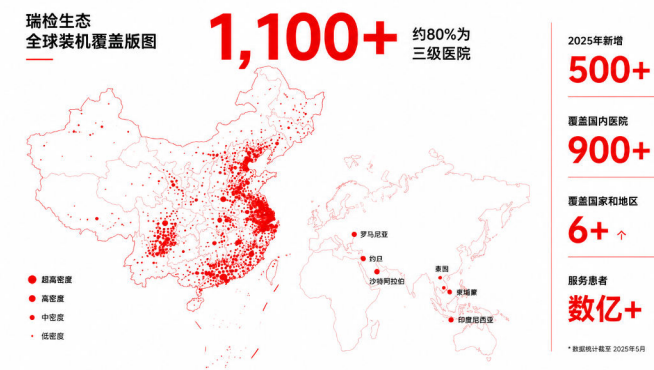 瑞检生态
全球装机覆盖版图
1,100+
约80%为
三级医院
2025年新增
500+
覆盖国内医院
900+
覆盖国家和地区
6+ 个
服务患者
数亿+
* 数据统计截至 2025年5月
罗马尼亚
约旦
沙特阿拉伯
泰国
柬埔寨
印度尼西亚
超高密度
高密度
中密度
低密度